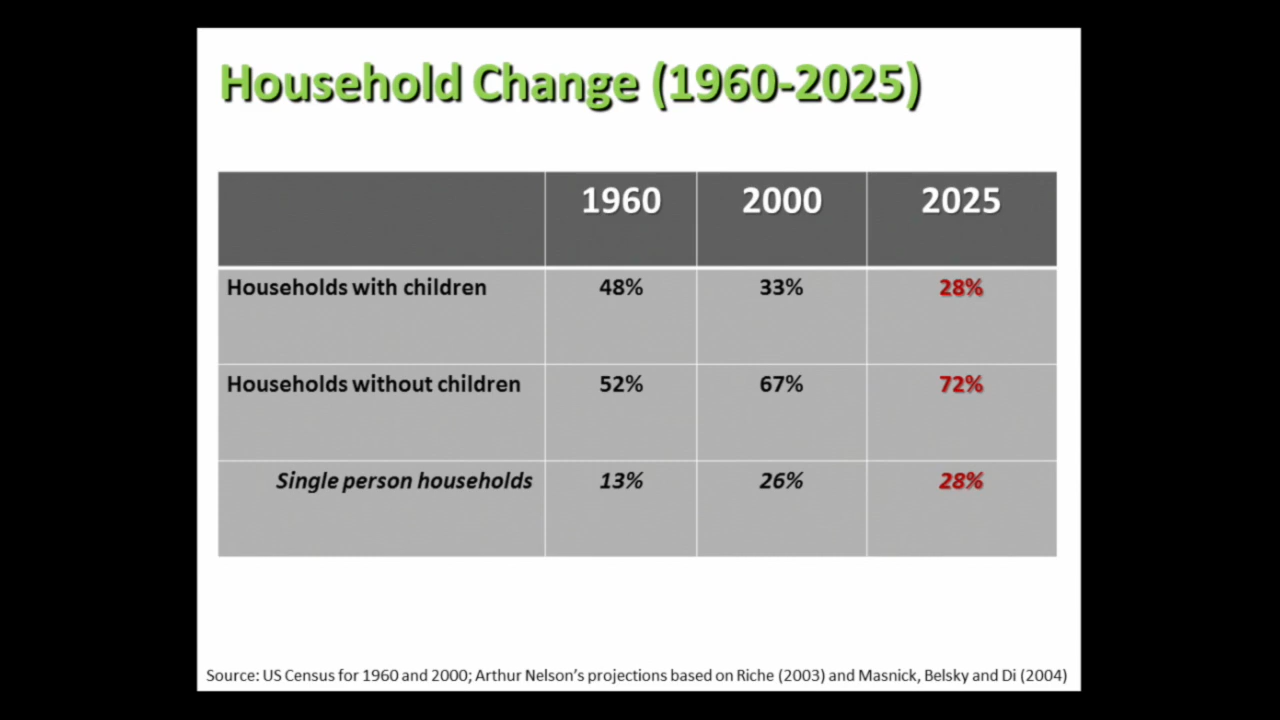 Household Change (1960-2025)
1960 2000 2025
Households with children 48% 33% 28%
Households without children 52% 67% 72%
Single person households 13% 26% 28%
Source: US Census for 1960 and 2000; Arthur Nelson's projections based on Riche (2003) and Masnick, Belsky and Di (2004)